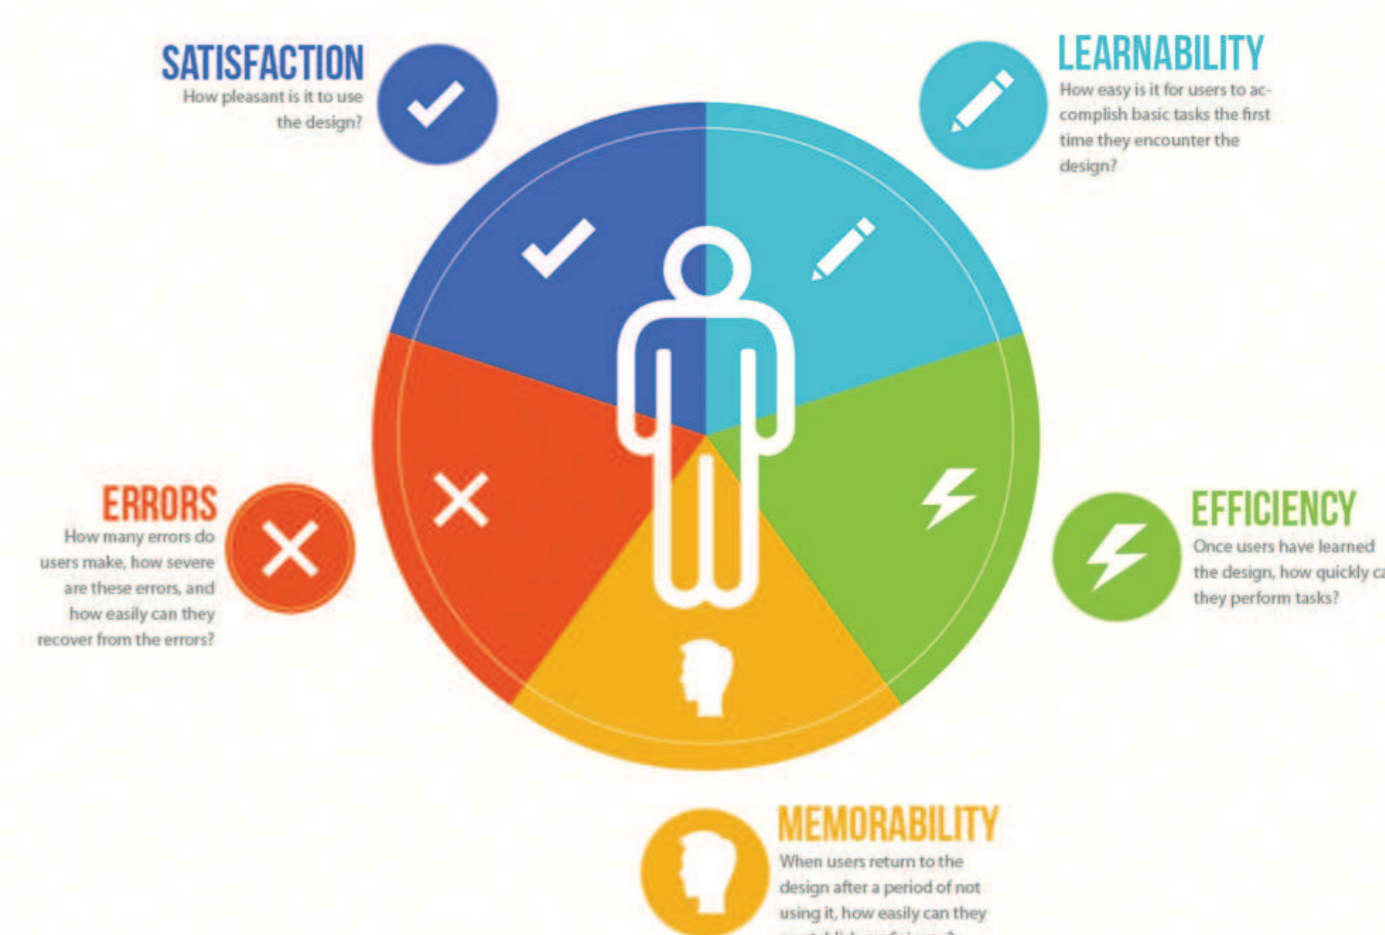 SATISFACTION
How pleasant is it to use
the design?
LEARNABILITY
How easy is it for users to ac-
complish basic tasks the first
time they encounter the
design?
ERRORS
How many errors do
users make, how severe
are these errors, and
how easily can they
recover from the errors?
EFFICIENCY
Once users have learned
the design, how quickly ca
they perform tasks?
MEMORABILITY
When users return to the
design after a period of not
using it, how easily can they